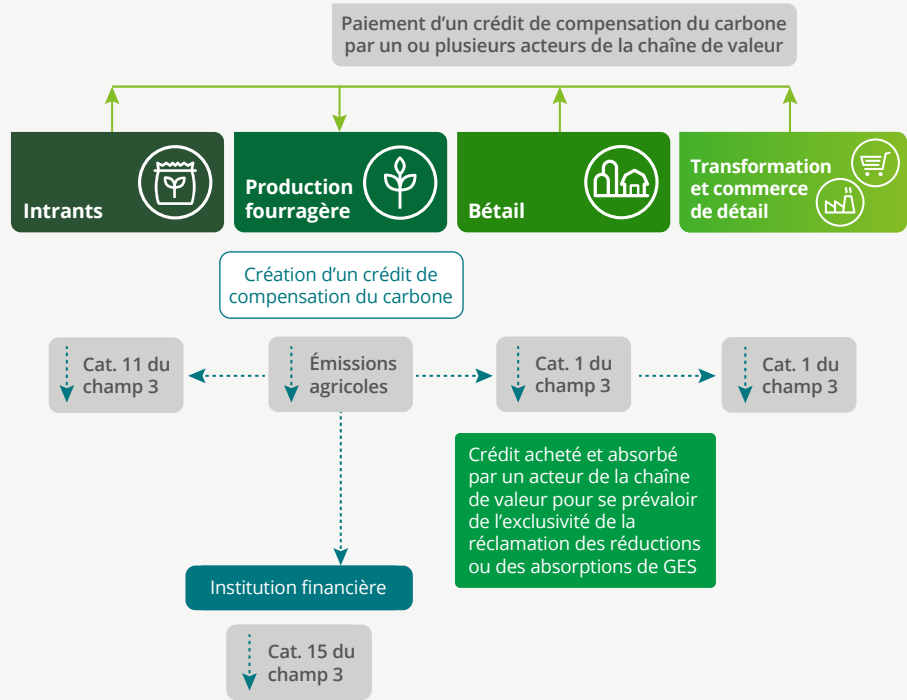 Paiement d’un crédit de compensation du carbone
par un ou plusieurs acteurs de la chaîne de valeur
Intrants
Production
fourragère
Bétail
Transformation
et commerce
de détail
Création d’un crédit de
compensation du carbone
Cat. 11 du
champ 3
Émissions
agricoles
Cat. 1 du
champ 3
Cat. 1 du
champ 3
Crédit acheté et absorbé
par un acteur de la chaîne
de valeur pour se prévaloir
de l’exclusivité de la
réclamation des réductions
ou des absorptions de GES
Institution financière
Cat. 15 du
champ 3